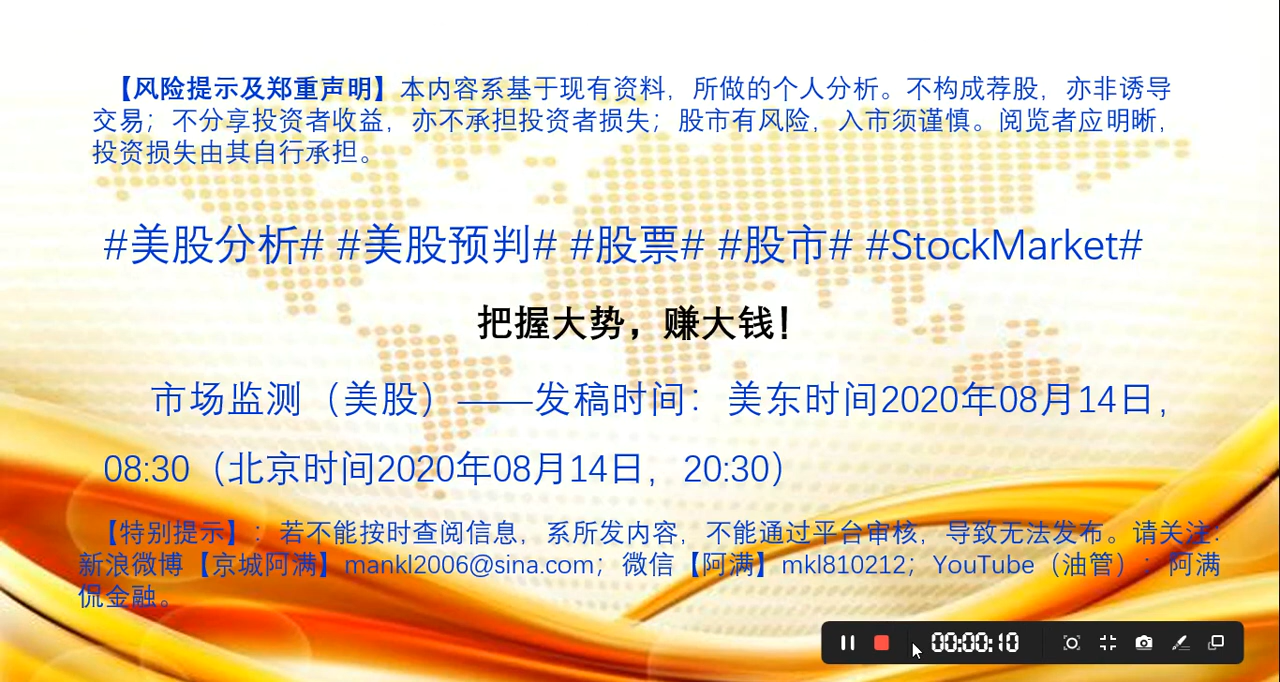 【风险提示及郑重声明】本内容系基于现有资料，所做的个人分析。不构成荐股，亦非诱导
交易；不分享投资者收益，亦不承担投资者损失；股市有风险，入市须谨慎。阅览者应明晰，
投资损失由其自行承担。
#美股分析# #美股预判# #股票# #股市# #StockMarket#
把握大势，赚大钱！
市场监测（美股）——发稿时间：美东时间2020年08月14日，
08:30（北京时间2020年08月14日，20:30）
【特别提示】：若不能按时查阅信息，系所发内容，不能通过平台审核，导致无法发布。请关注：
新浪微博【京城阿满】mankl2006@sina.com；微信【阿满】mkl810212；YouTube（油管）：阿满
侃金融。
00:00:10